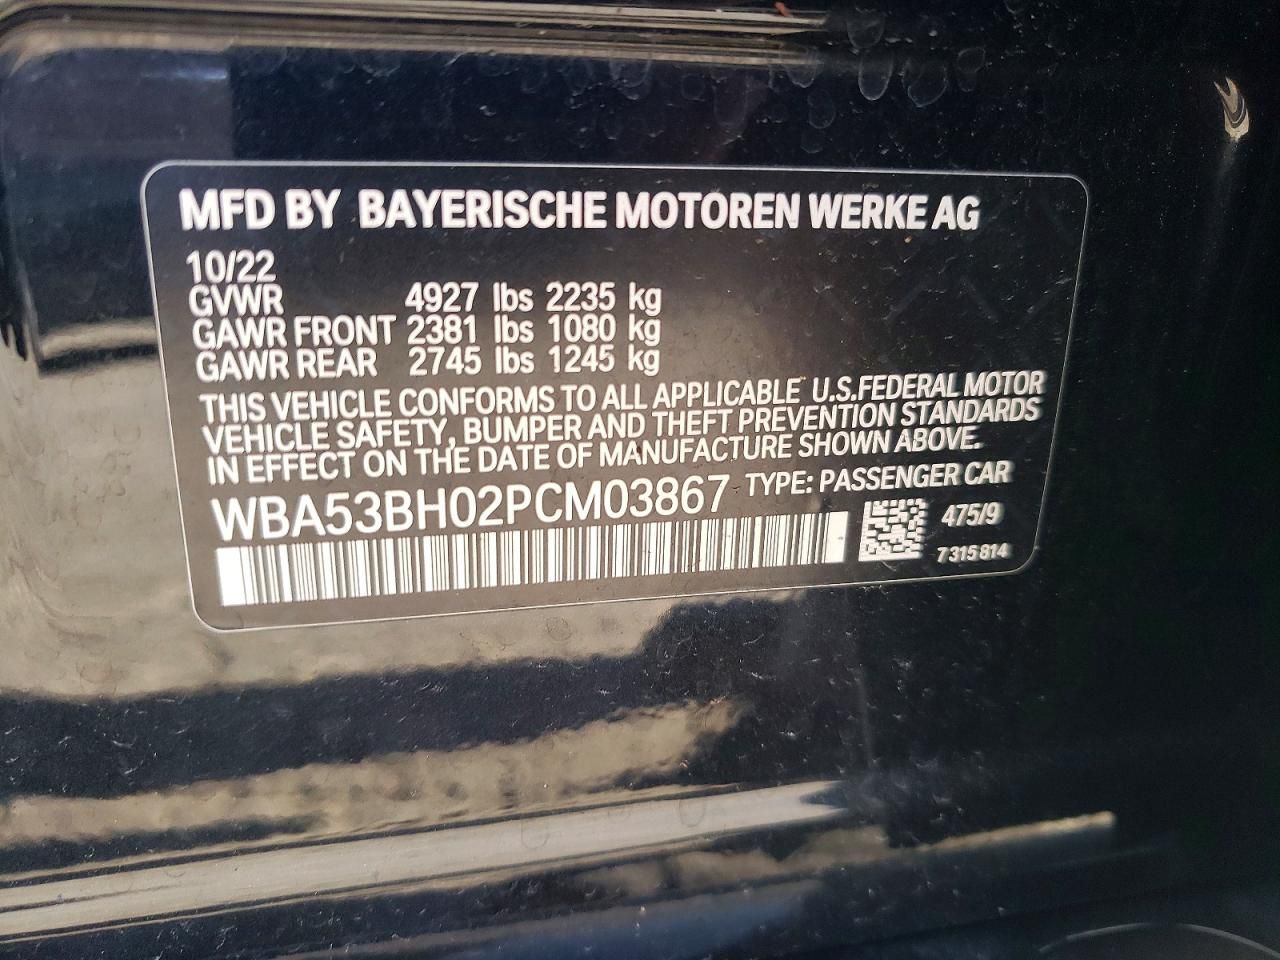 MFD BY BAYERISCHE MOTOREN WERKE AG
10/22
GVWR 4927 lbs 2235 kg
GAWR FRONT 2381 lbs 1080 kg
GAWR REAR 2745 lbs 1245 kg
THIS VEHICLE CONFORMS TO ALL APPLICABLE U.S.FEDERAL MOTOR
VEHICLE SAFETY, BUMPER AND THEFT PREVENTION STANDARDS
IN EFFECT ON THE DATE OF MANUFACTURE SHOWN ABOVE.
WBA53BH02PCM03867 TYPE: PASSENGER CAR
475/9
7 315 814